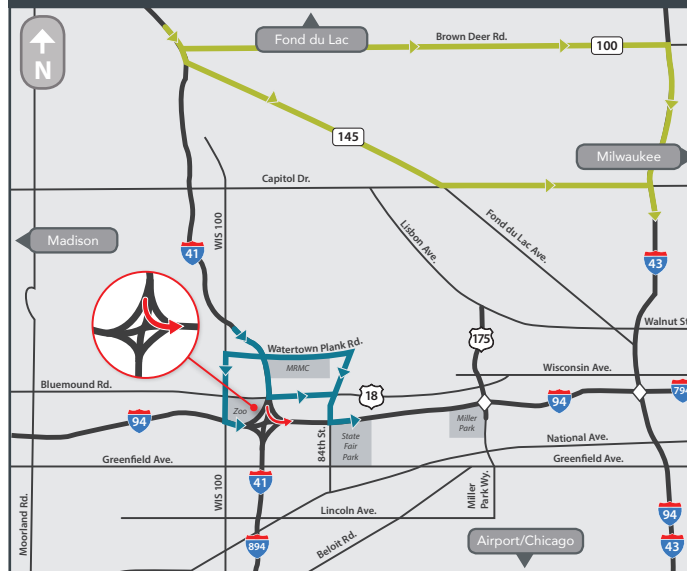 Fond du Lac
Brown Deer Rd.
100
N
145
Milwaukee
Capitol Dr.
WIS 100
Lisbon Ave.
Fond du Lac Ave.
Madison
41
43
Walnut St
175
Watertown Plank Rd.
MRMC
Wisconsin Ave.
Bluemound Rd.
18
794
94
Zoo
Miller
Park
94
84th St.
State
Fair
Park
National Ave.
Greenfield Ave.
Greenfield Ave.
41
WIS 100
Miller
Park Wy.
Moorland Rd.
Lincoln Ave.
94
Beloit Rd.
Airport/Chicago
894
43